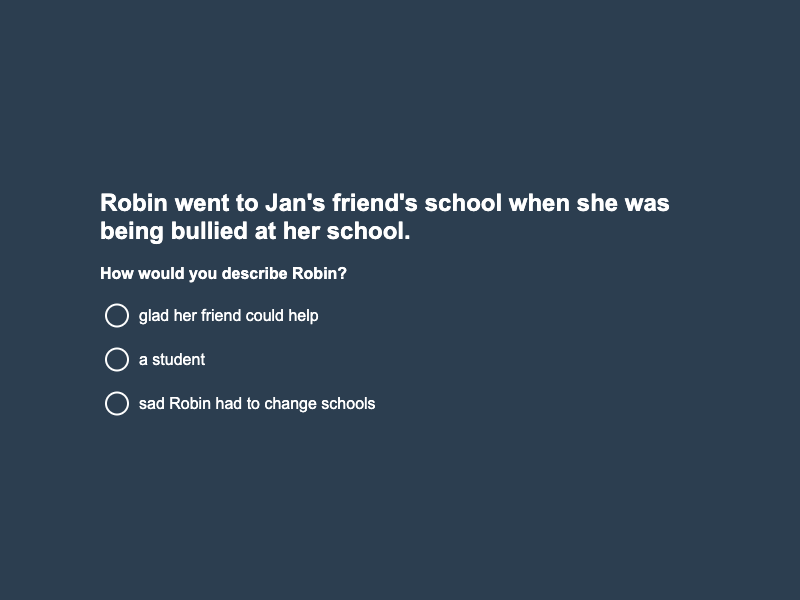 Robin went to Jan's friend's school when she was
being bullied at her school.
How would you describe Robin?
glad her friend could help
a student
sad Robin had to change schools